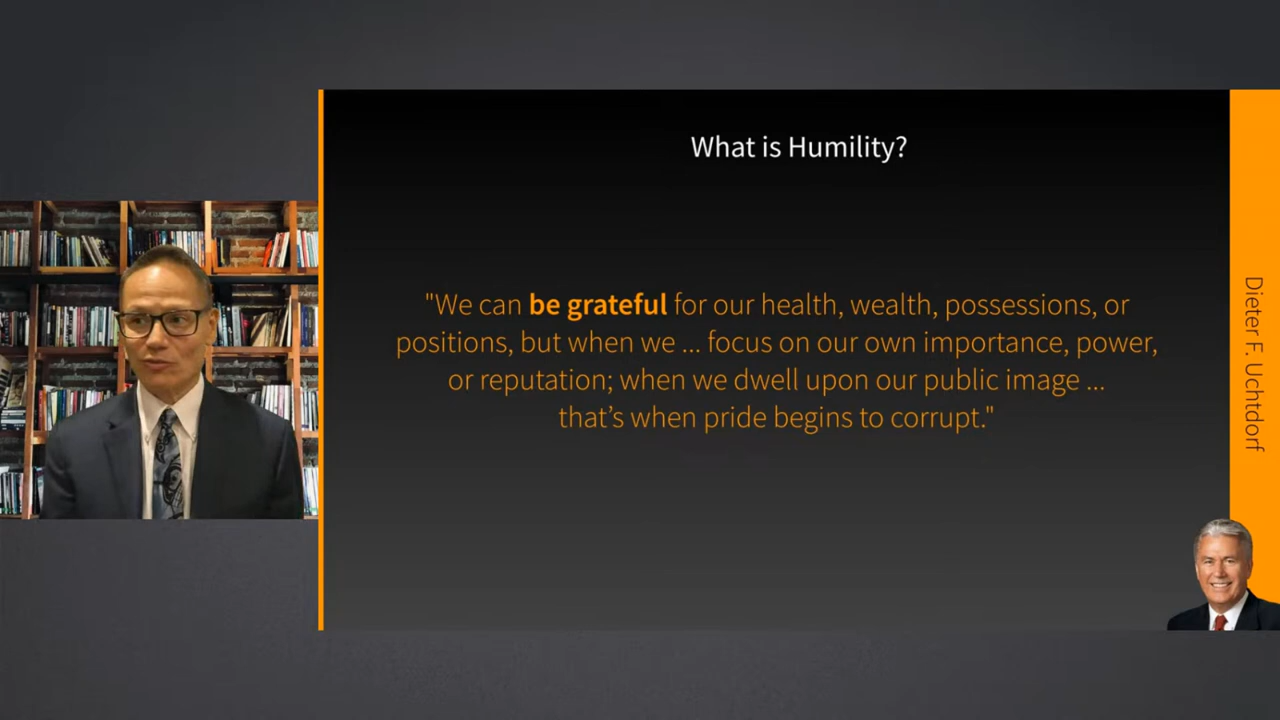 What is Humility?
"We can be grateful for our health, wealth, possessions, or
positions, but when we ... focus on our own importance, power,
or reputation; when we dwell upon our public image ...
that’s when pride begins to corrupt."
Dieter F. Uchtdorf